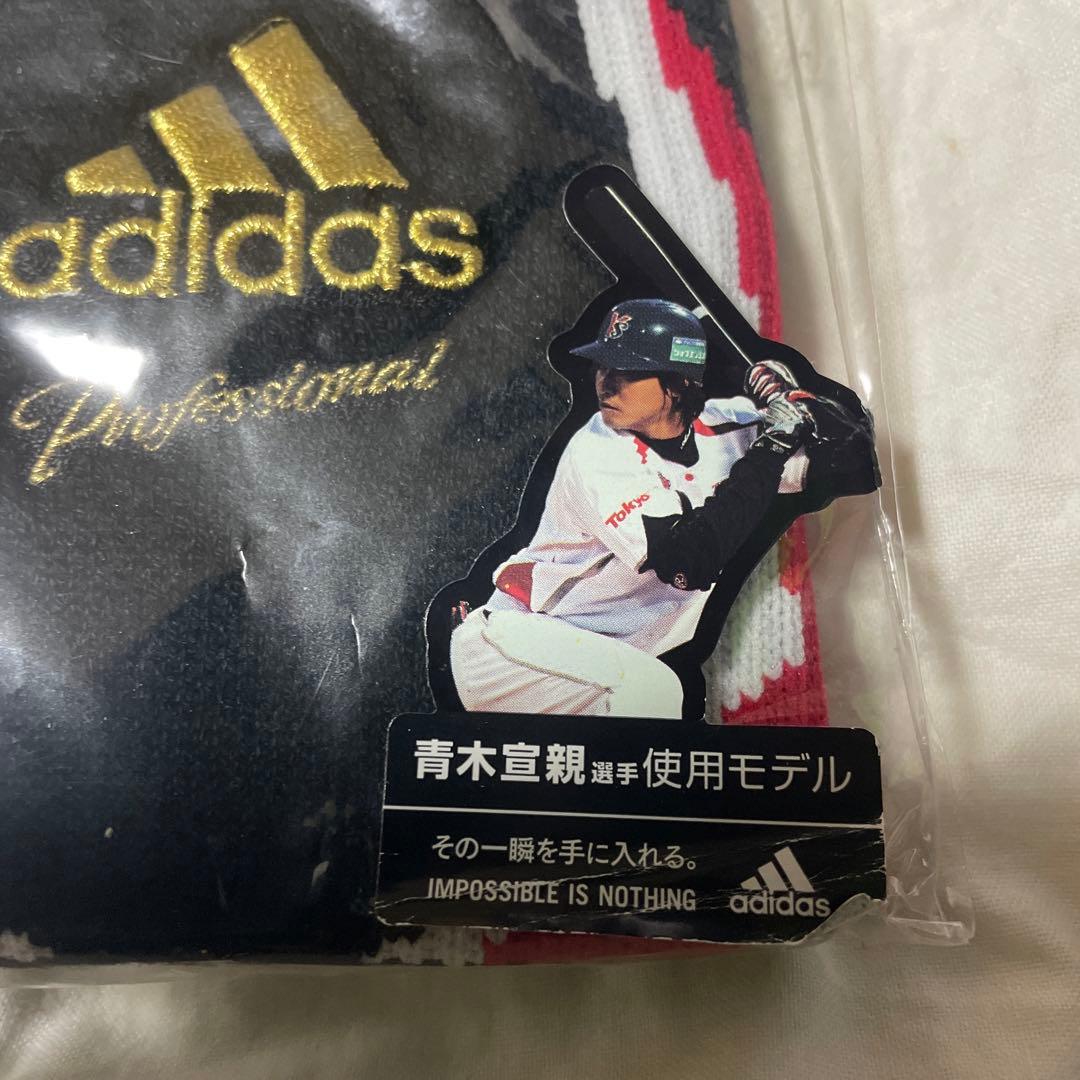 adidas
Professional
Ys
Tokyo
青木宣親選手使用モデル
その一瞬を手に入れる。
IMPOSSIBLE IS NOTHING
adidas